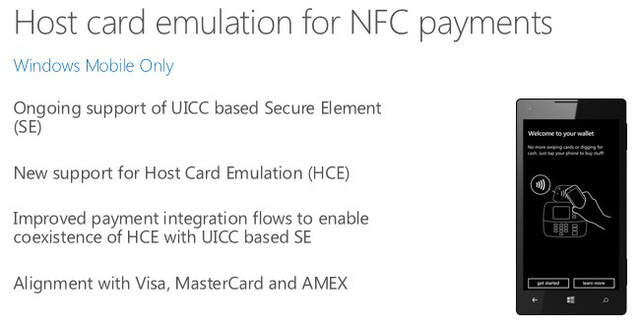 Host card emulation for NFC payments
Windows Mobile Only
Ongoing support of UICC based Secure Element
(SE)
New support for Host Card Emulation (HCE)
Improved payment integration flows to enable
coexistence of HCE with UICC based SE
Alignment with Visa, MasterCard and AMEX
Welcome to your wallet
No more swiping cards or digging for
cash. Just tap your phone to buy stuff!
get started
learn more